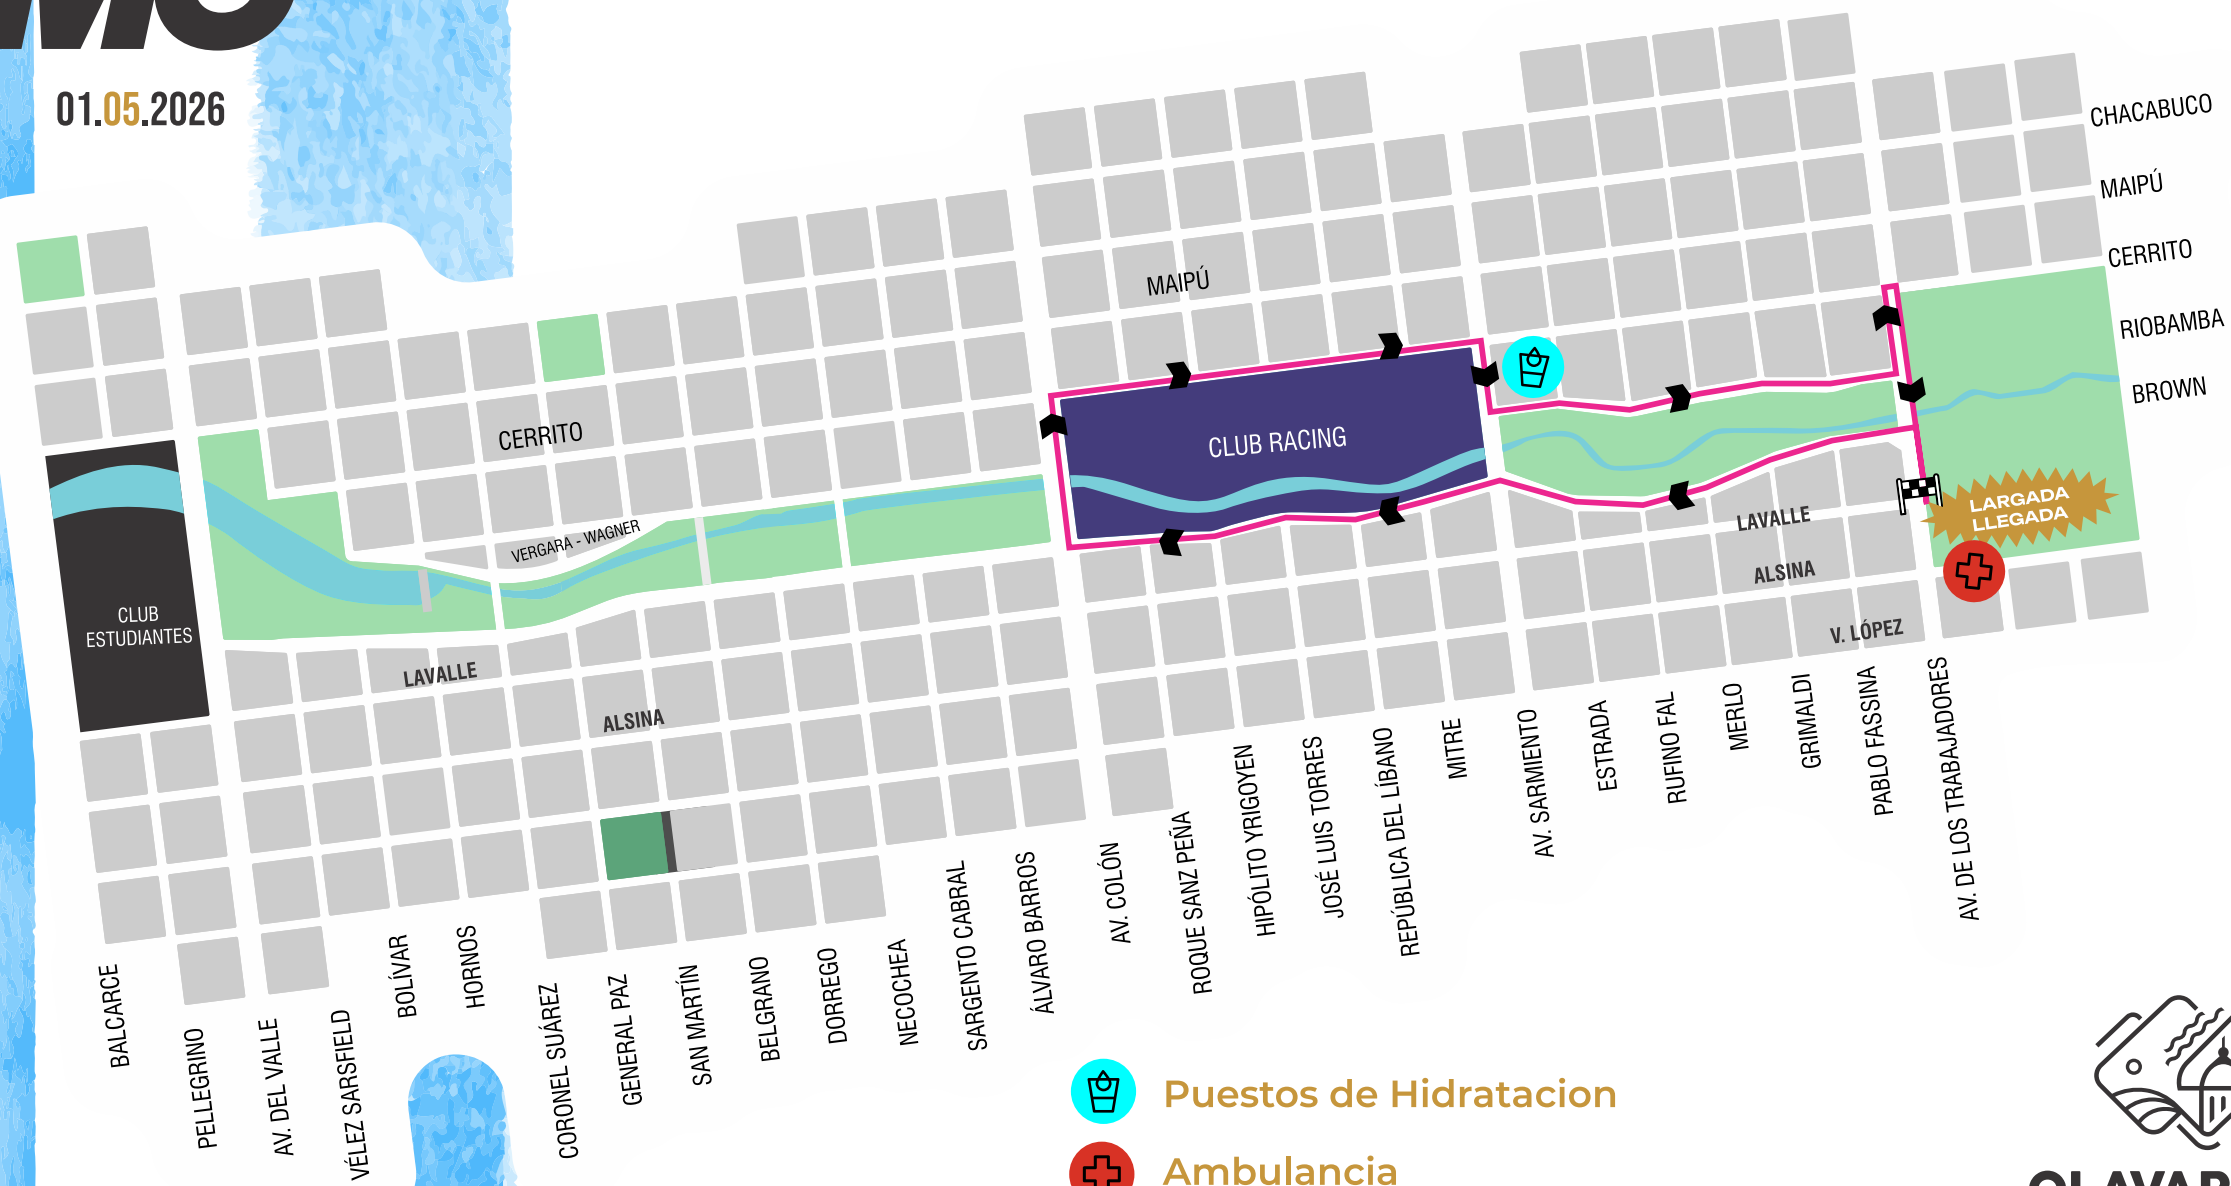 01.05.2026
CHACABUCO
MAIPÚ
CERRITO
RIOBAMBA
BROWN
MAIPÚ
CERRITO
CLUB RACING
VERGARA - WAGNER
LARGADA
LLEGADA
LAVALLE
ALSINA
V. LÓPEZ
CLUB
ESTUDIANTES
LAVALLE
ALSINA
BALCARCE
PELLEGRINO
AV. DEL VALLE
VÉLEZ SARSFIELD
BOLÍVAR
HORNOS
CORONEL SUÁREZ
GENERAL PAZ
SAN MARTÍN
BELGRANO
DORREGO
NECOCHEA
SARGENTO CABRAL
ÁLVARO BARROS
AV. COLÓN
ROQUE SANZ PEÑA
HIPÓLITO YRIGOYEN
JOSÉ LUIS TORRES
REPÚBLICA DEL LÍBANO
MITRE
AV. SARMIENTO
ESTRADA
RUFINO FAL
MERLO
GRIMALDI
PABLO FASSINA
AV. DE LOS TRABAJADORES
Puestos de Hidratacion
Ambulancia